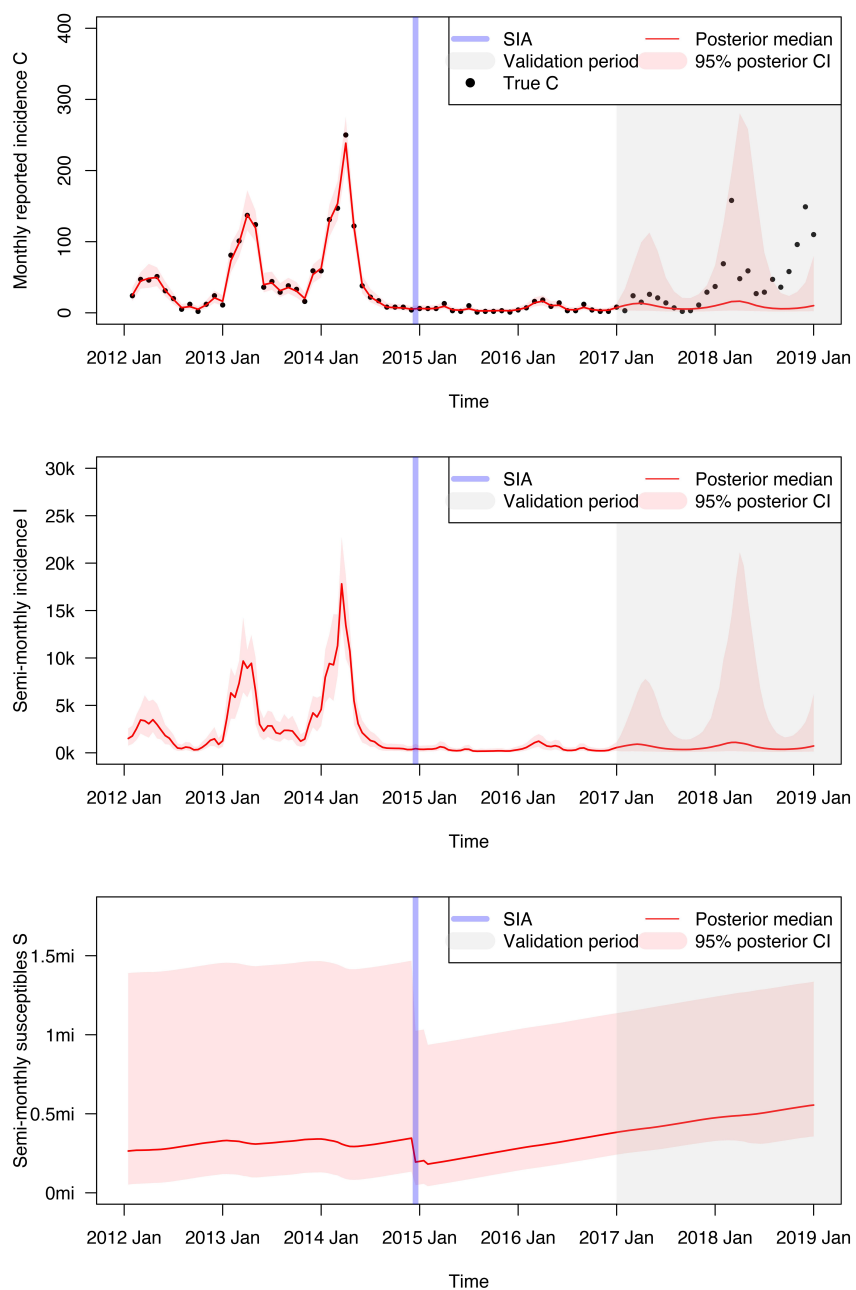 Monthly reported incidence C
400
300
200
100
0
SIA
Validation period
True C
Posterior median
95% posterior CI
2012 Jan 2013 Jan 2014 Jan 2015 Jan 2016 Jan 2017 Jan 2018 Jan 2019 Jan
Time
Semi-monthly incidence I
30k
25k
20k
15k
10k
5k
0k
SIA
Validation period
Posterior median
95% posterior CI
2012 Jan 2013 Jan 2014 Jan 2015 Jan 2016 Jan 2017 Jan 2018 Jan 2019 Jan
Time
Semi-monthly susceptibles S
1.5mi
1mi
0.5mi
0mi
SIA
Validation period
Posterior median
95% posterior CI
2012 Jan 2013 Jan 2014 Jan 2015 Jan 2016 Jan 2017 Jan 2018 Jan 2019 Jan
Time